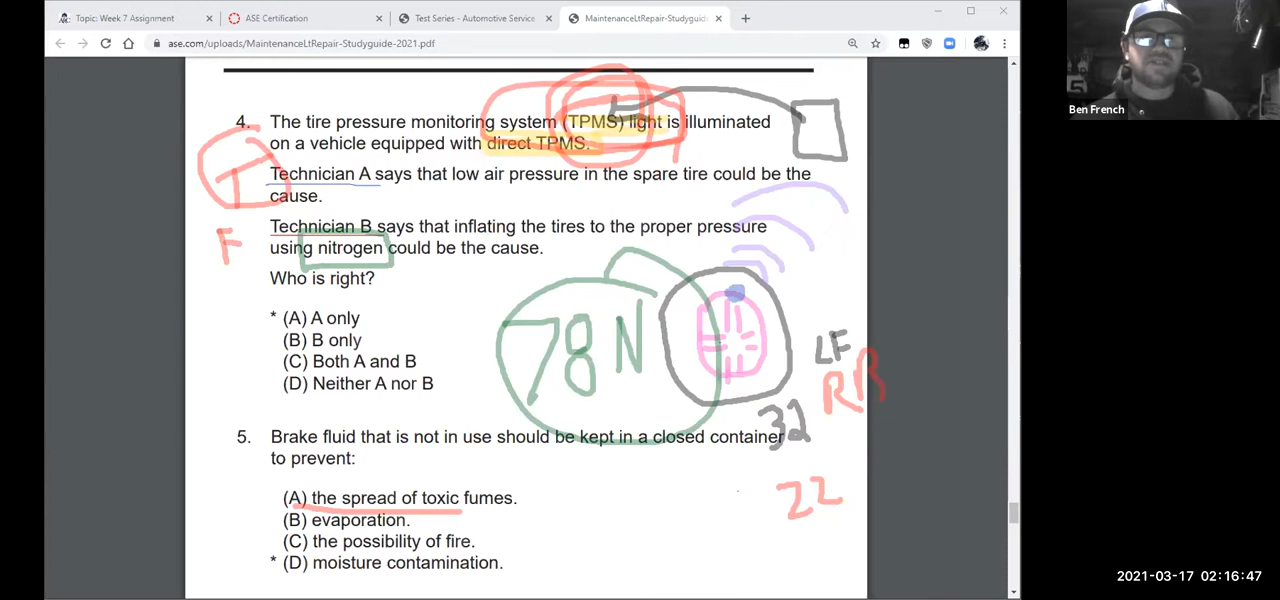 Topic: Week 7 Assignment
ASE Certification
Test Series - Automotive Service
MaintenanceLtRepair-Studyguide-
ase.com/uploads/MaintenanceLtRepair-Studyguide-2021.pdf
Ben French
4. The tire pressure monitoring system (TPMS) light is illuminated
on a vehicle equipped with direct TPMS.
T
Technician A says that low air pressure in the spare tire could be the
cause.
F
Technician B says that inflating the tires to the proper pressure
using nitrogen could be the cause.
Who is right?
* (A) A only
(B) B only
(C) Both A and B
(D) Neither A nor B
78 N
LF
RR
32
22
5. Brake fluid that is not in use should be kept in a closed container
to prevent:
(A) the spread of toxic fumes.
(B) evaporation.
(C) the possibility of fire.
* (D) moisture contamination.
2021-03-17 02:16:47